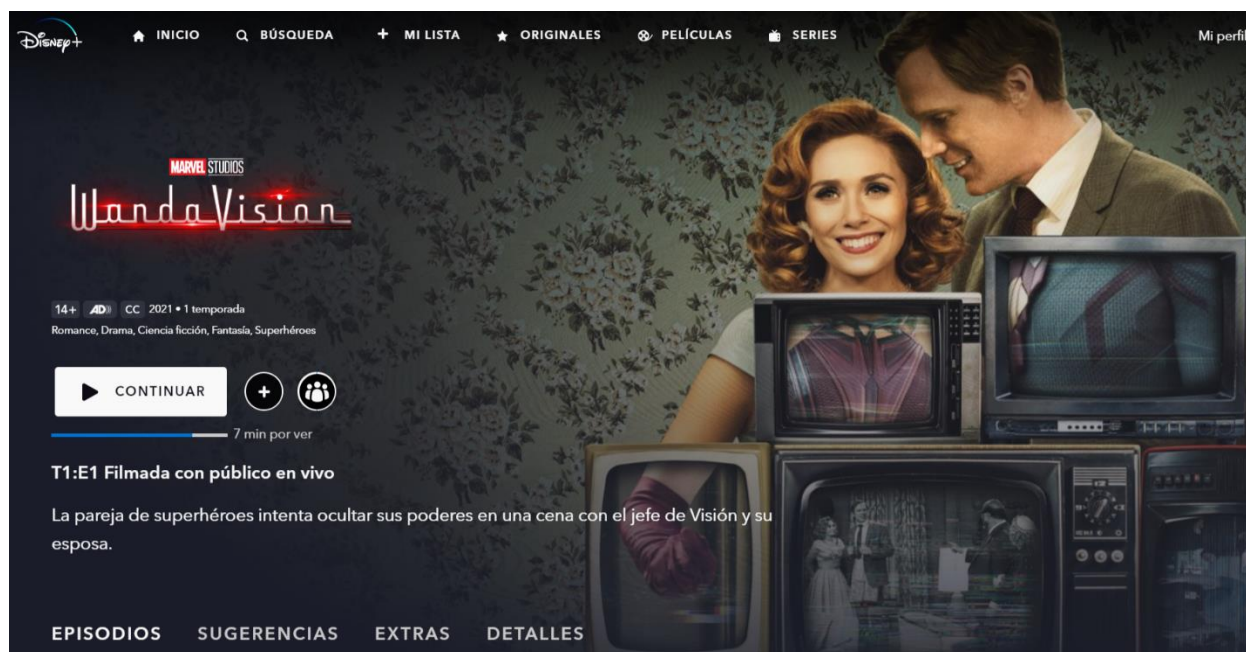 Disney+
INICIO
BÚSQUEDA
+ MI LISTA
ORIGINALES
PELÍCULAS
SERIES
Mi perfil
MARVEL STUDIOS
WandaVision
14+ AD CC 2021 • 1 temporada
Romance, Drama, Ciencia ficción, Fantasía, Superhéroes
CONTINUAR
7 min por ver
T1:E1 Filmada con público en vivo
La pareja de superhéroes intenta ocultar sus poderes en una cena con el jefe de Visión y su
esposa.
EPISODIOS
SUGERENCIAS
EXTRAS
DETALLES